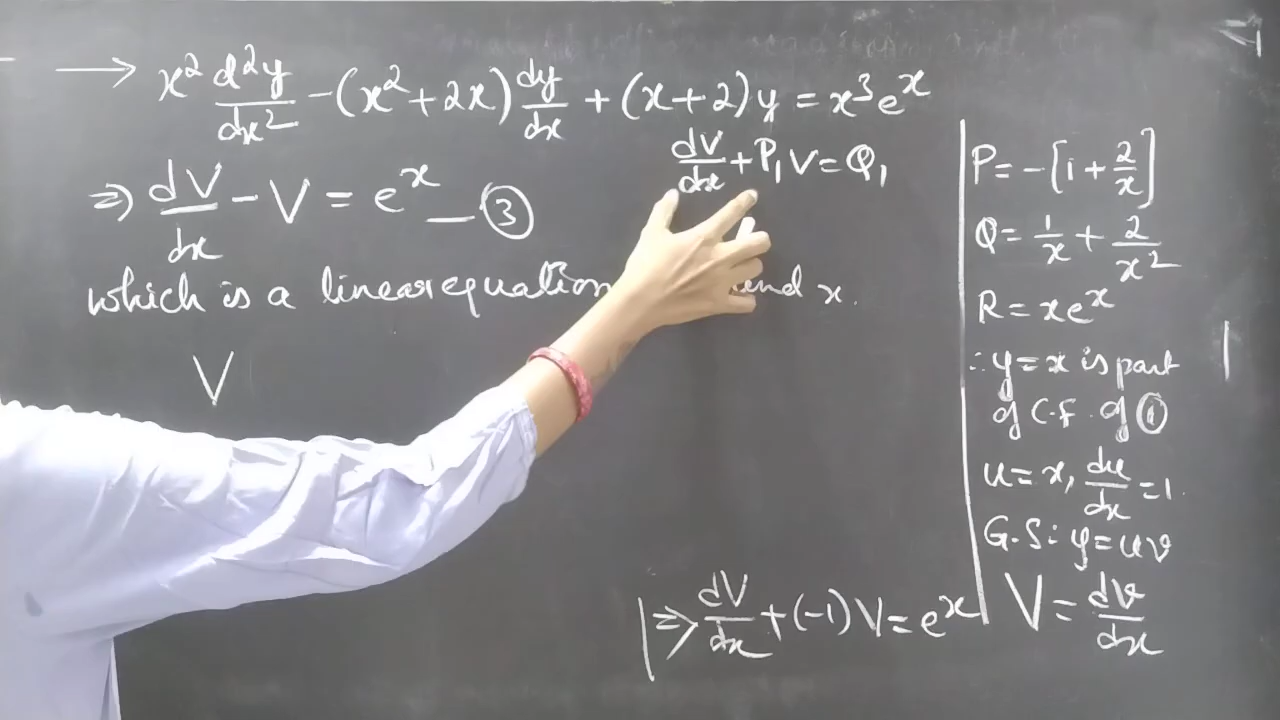 → x² d²y/dx² - (x² + 2x) dy/dx + (x + 2) y = x³eˣ
dV/dx + P₁V = Q₁
⇒ dV/dx - V = eˣ — ③
which is a linear equation x.
V
|⇒ dV/dx + (-1) V = eˣ
P = -[1 + 2/x]
Q = 1/x + 2/x²
R = xeˣ
∴ y = x is part
of C.F. of ①
u = x, du/dx = 1.
G.S: y = uv
V = dv/dx